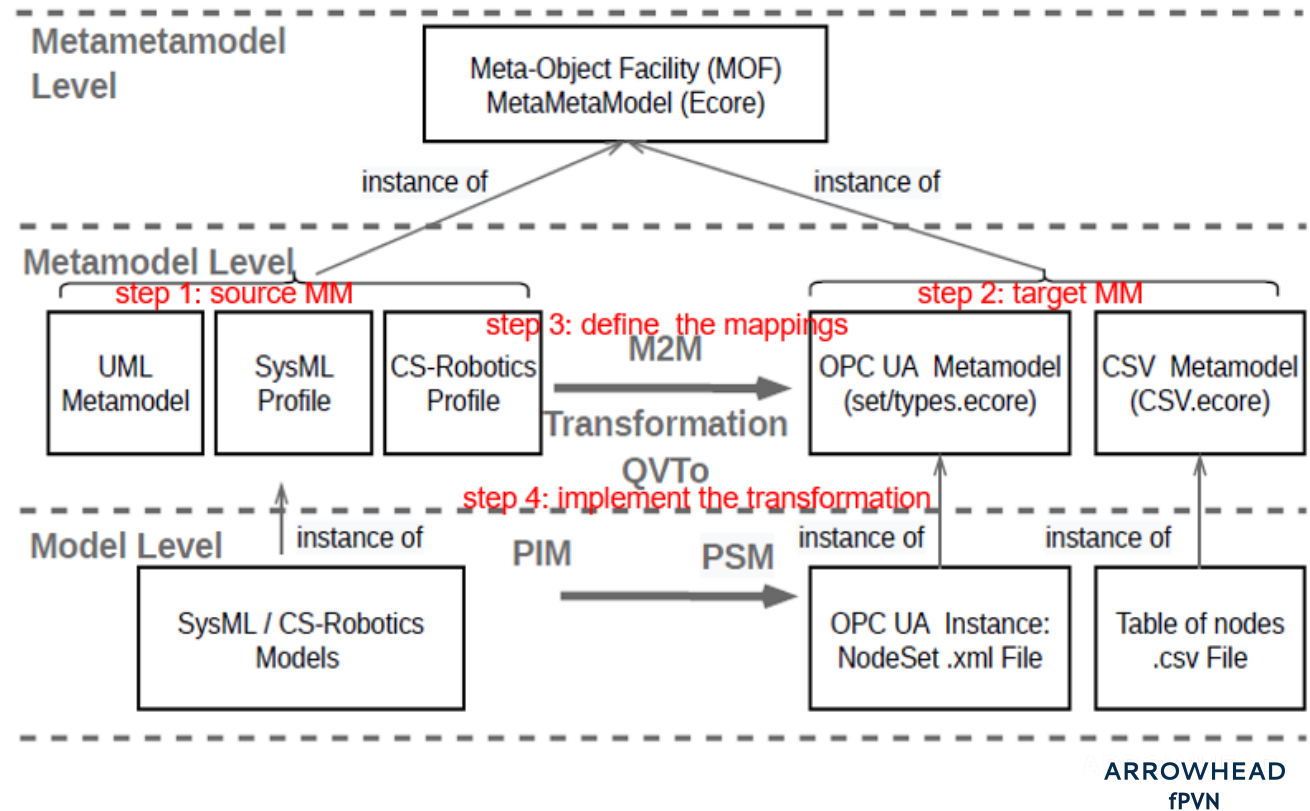 Metametamodel
Level
Meta-Object Facility (MOF)
MetaMetaModel (Ecore)
instance of
instance of
Metamodel Level
step 1: source MM
step 2: target MM
step 3: define the mappings
UML
Metamodel
SysML
Profile
CS-Robotics
Profile
M2M
Transformation
QVTo
OPC UA Metamodel
(set/types.ecore)
CSV Metamodel
(CSV.ecore)
step 4: implement the transformation
Model Level
instance of
PIM
PSM
instance of
instance of
SysML / CS-Robotics
Models
OPC UA Instance:
NodeSet .xml File
Table of nodes
.csv File
ARROWHEAD
fPVN